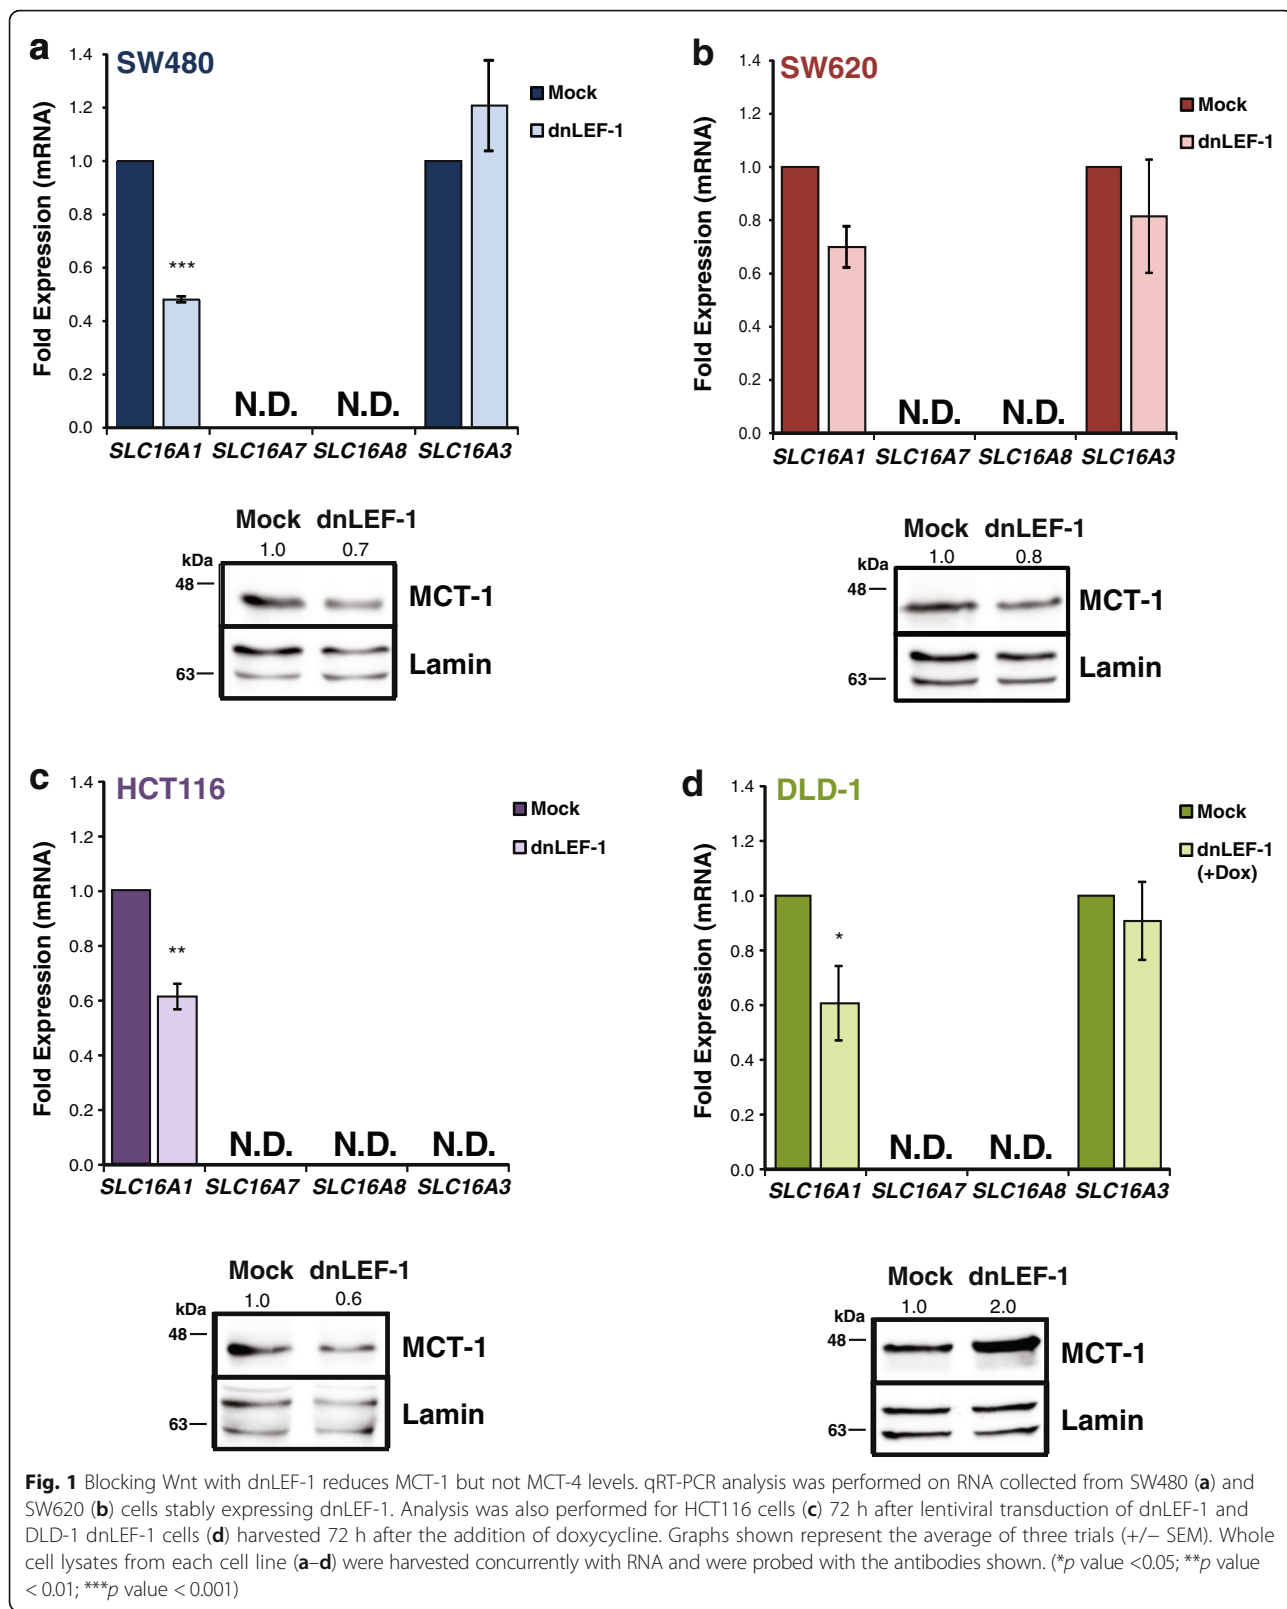 a
SW480
Fold Expression (mRNA)
1.4
1.2
1.0
0.8
0.6
0.4
0.2
0.0
***
N.D. N.D.
SLC16A1 SLC16A7 SLC16A8 SLC16A3
Mock
dnLEF-1
Mock dnLEF-1
kDa 1.0 0.7
48
MCT-1
63
Lamin
b
SW620
Fold Expression (mRNA)
1.4
1.2
1.0
0.8
0.6
0.4
0.2
0.0
N.D. N.D.
SLC16A1 SLC16A7 SLC16A8 SLC16A3
Mock
dnLEF-1
Mock dnLEF-1
kDa 1.0 0.8
48
MCT-1
63
Lamin
c
HCT116
Fold Expression (mRNA)
1.4
1.2
1.0
0.8
0.6
0.4
0.2
0.0
**
N.D. N.D. N.D.
SLC16A1 SLC16A7 SLC16A8 SLC16A3
Mock
dnLEF-1
Mock dnLEF-1
kDa 1.0 0.6
48
MCT-1
63
Lamin
d
DLD-1
Fold Expression (mRNA)
1.4
1.2
1.0
0.8
0.6
0.4
0.2
0.0
*
N.D. N.D.
SLC16A1 SLC16A7 SLC16A8 SLC16A3
Mock
dnLEF-1
(+Dox)
Mock dnLEF-1
kDa 1.0 2.0
48
MCT-1
63
Lamin
Fig. 1 Blocking Wnt with dnLEF-1 reduces MCT-1 but not MCT-4 levels. qRT-PCR analysis was performed on RNA collected from SW480 (a) and
SW620 (b) cells stably expressing dnLEF-1. Analysis was also performed for HCT116 cells (c) 72 h after lentiviral transduction of dnLEF-1 and
DLD-1 dnLEF-1 cells (d) harvested 72 h after the addition of doxycycline. Graphs shown represent the average of three trials (+/− SEM). Whole
cell lysates from each cell line (a–d) were harvested concurrently with RNA and were probed with the antibodies shown. (*p value <0.05; **p value
< 0.01; ***p value < 0.001)